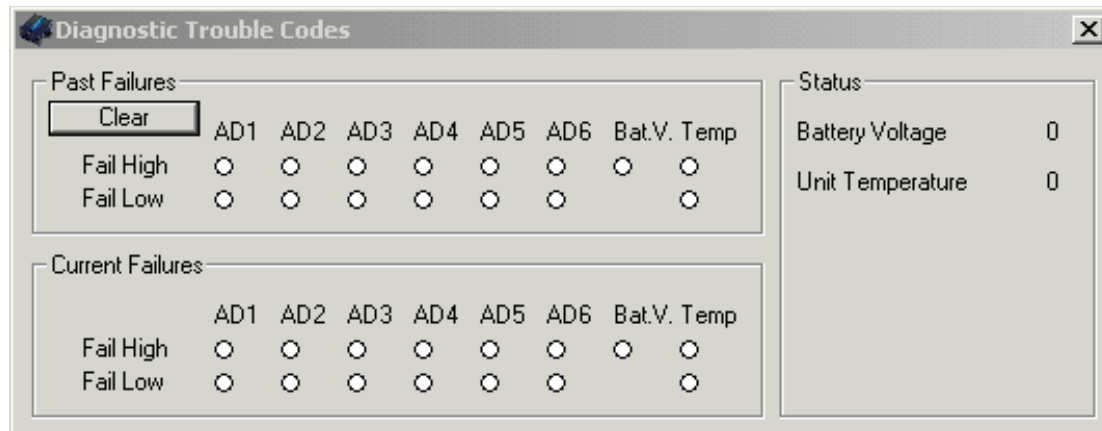 Diagnostic Trouble Codes
Past Failures
Clear
AD1 AD2 AD3 AD4 AD5 AD6 Bat.V. Temp
Fail High
Fail Low
Current Failures
AD1 AD2 AD3 AD4 AD5 AD6 Bat.V. Temp
Fail High
Fail Low
Status
Battery Voltage 0
Unit Temperature 0